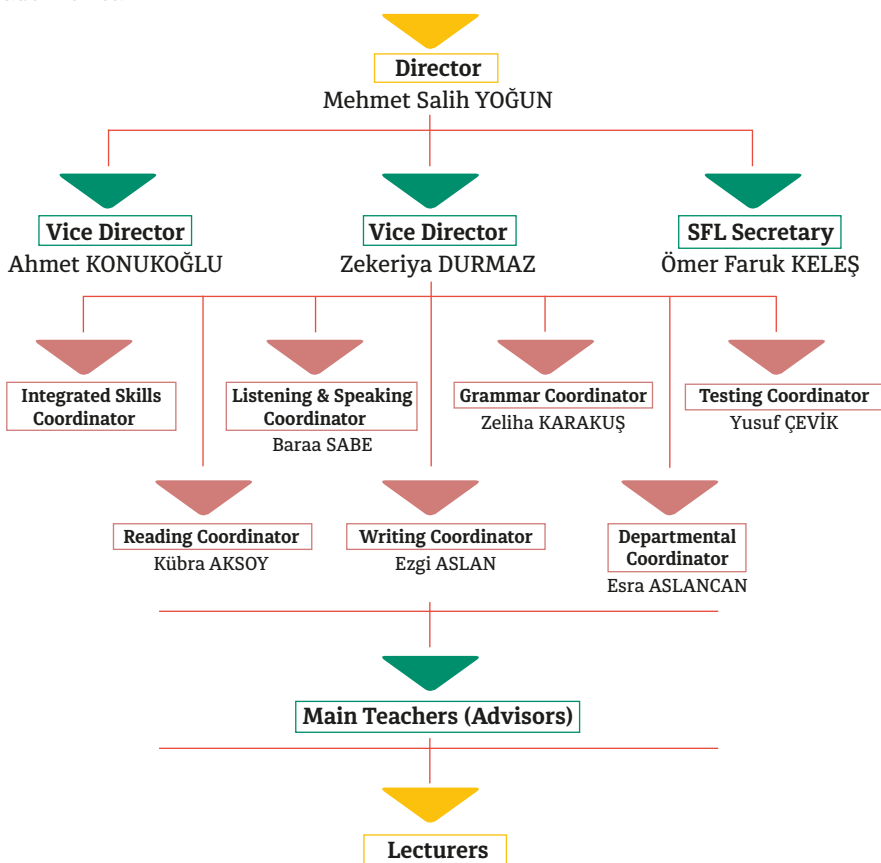 Director
Mehmet Salih YOĞUN
Vice Director
Ahmet KONUKOĞLU
Vice Director
Zekeriya DURMAZ
SFL Secretary
Ömer Faruk KELEŞ
Integrated Skills
Coordinator
Listening & Speaking
Coordinator
Baraa SABE
Grammar Coordinator
Zeliha KARAKUŞ
Testing Coordinator
Yusuf ÇEVİK
Reading Coordinator
Kübra AKSOY
Writing Coordinator
Ezgi ASLAN
Departmental
Coordinator
Esra ASLANCAN
Main Teachers (Advisors)
Lecturers